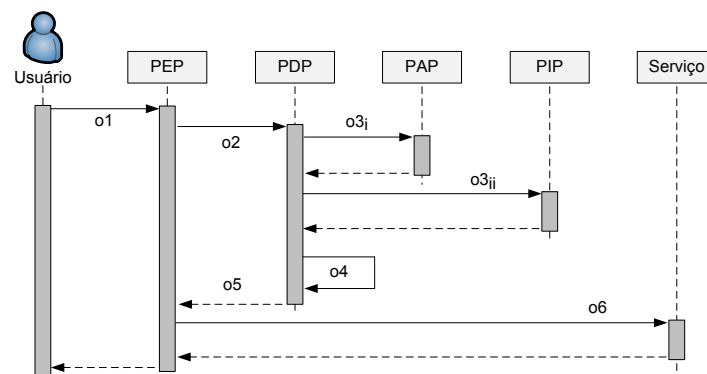 Usuário
PEP
PDP
PAP
PIP
Serviço
o1
o2
o3i
o3ii
o4
o5
o6